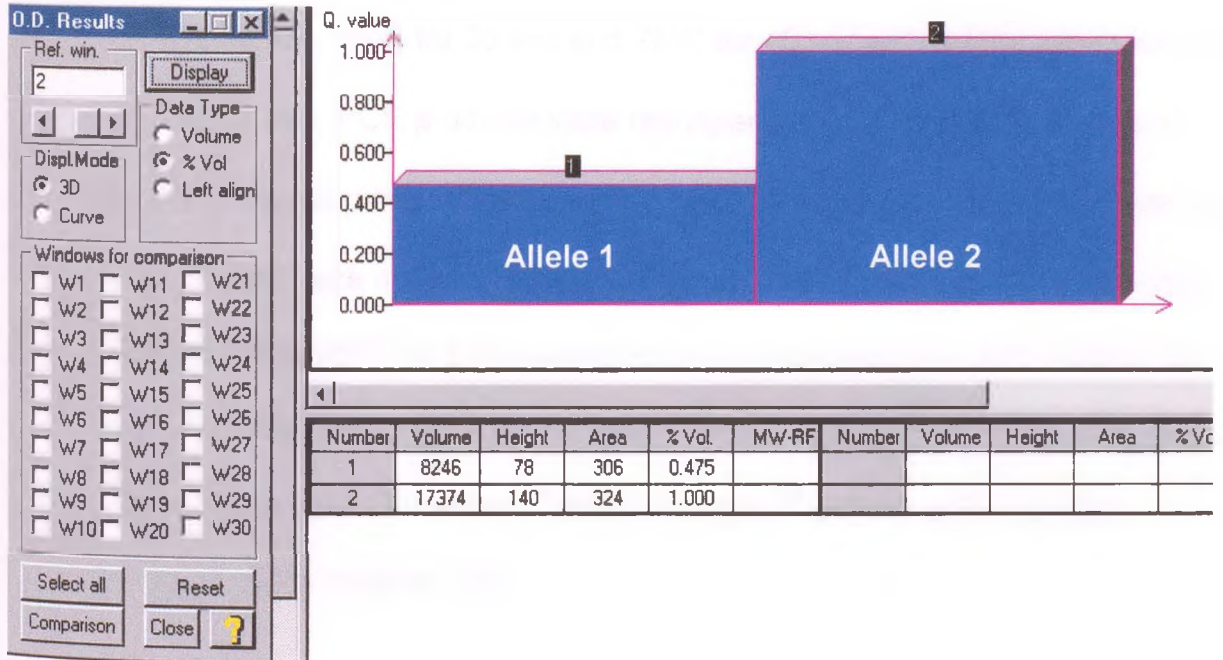 O.D. Results
Ref. win.
2
Display
Data Type
Volume
% Vol
Left align
Displ.Mode
3D
Curve
Windows for comparison
W1 W11 W21
W2 W12 W22
W3 W13 W23
W4 W14 W24
W5 W15 W25
W6 W16 W26
W7 W17 W27
W8 W18 W28
W9 W19 W29
W10 W20 W30
Select all
Reset
Comparison
Close
?
Q. value
1.000
0.800
0.600
0.400
0.200
0.000
1
2
Allele 1
Allele 2
Number Volume Height Area % Vol. MW-RF Number Volume Height Area % Vo
1 8246 78 306 0.475
2 17374 140 324 1.000